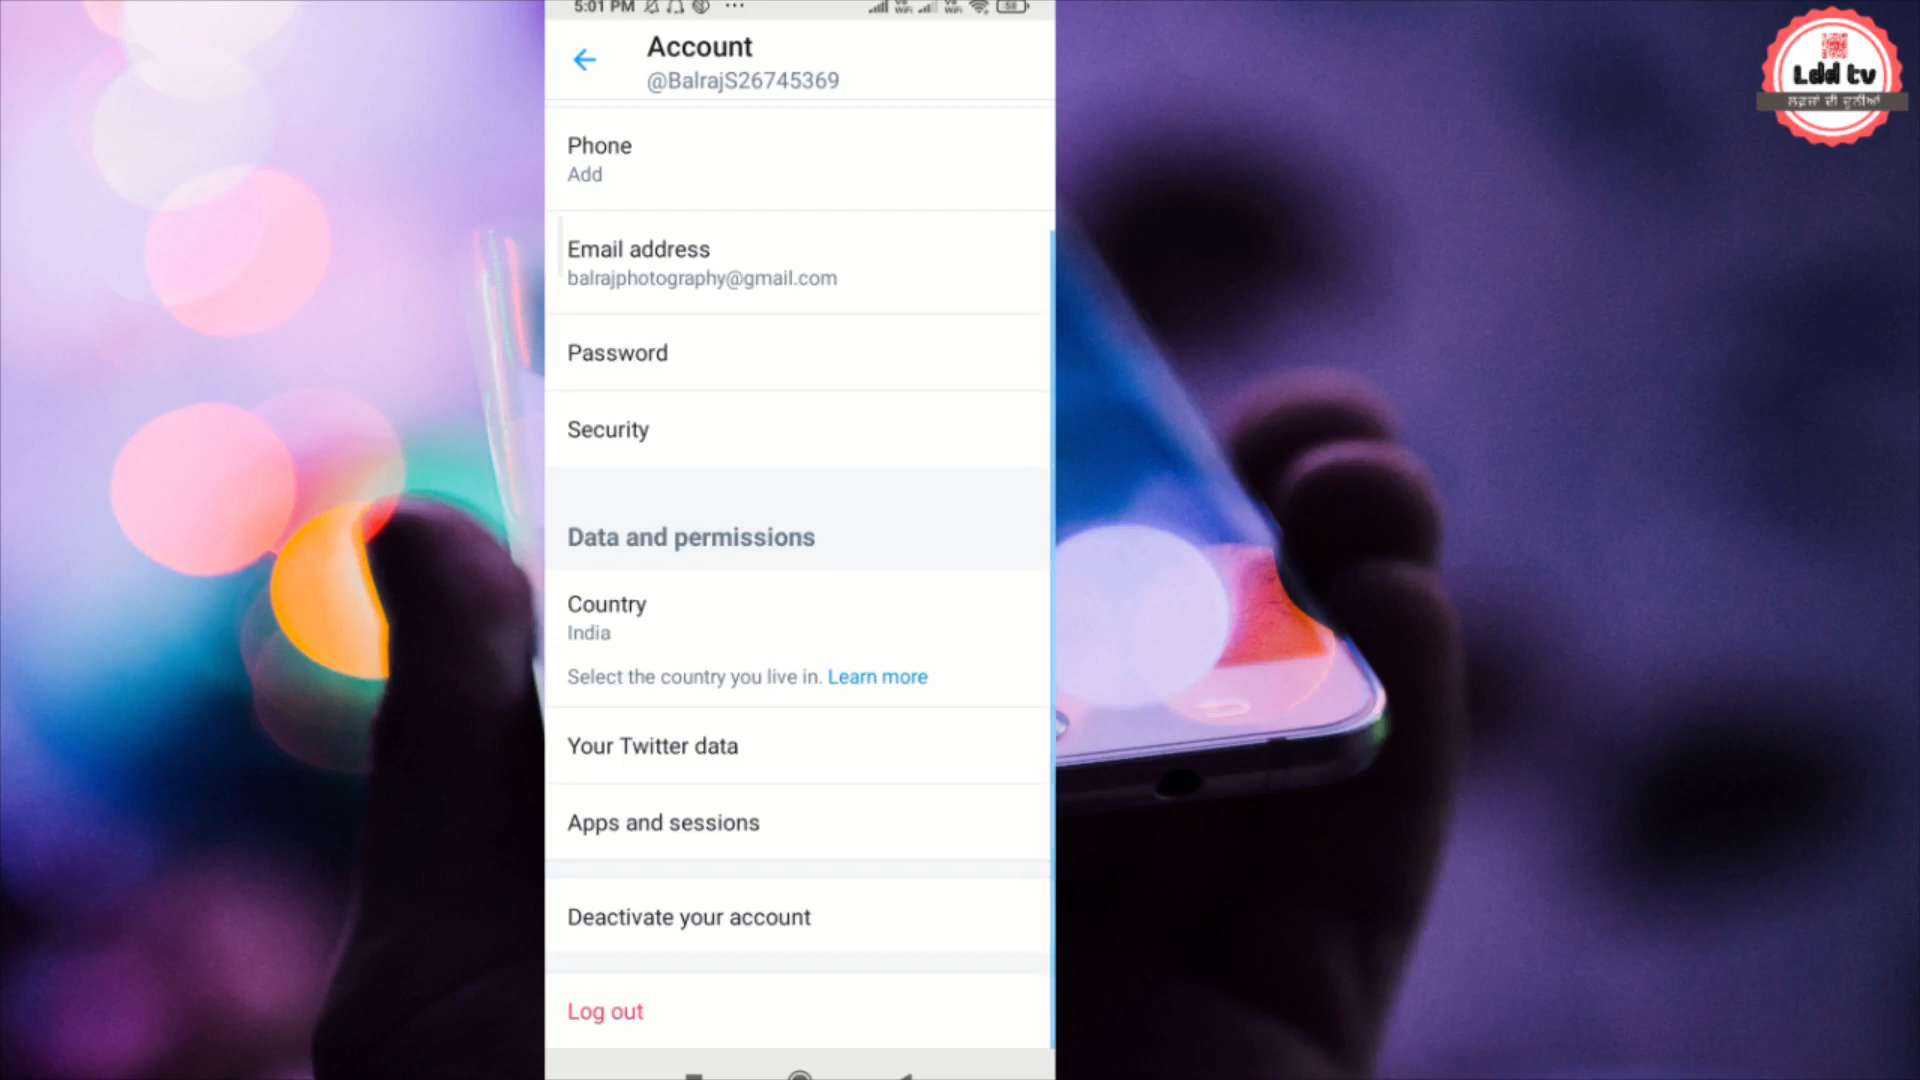 5:01 PM
58
Account
@BalrajS26745369
Phone
Add
Email address
balrajphotography@gmail.com
Password
Security
Data and permissions
Country
India
Select the country you live in. Learn more
Your Twitter data
Apps and sessions
Deactivate your account
Log out
Ldd tv
ਲਫ਼ਜ਼ਾਂ ਦੀ ਦੁਨੀਆਂ